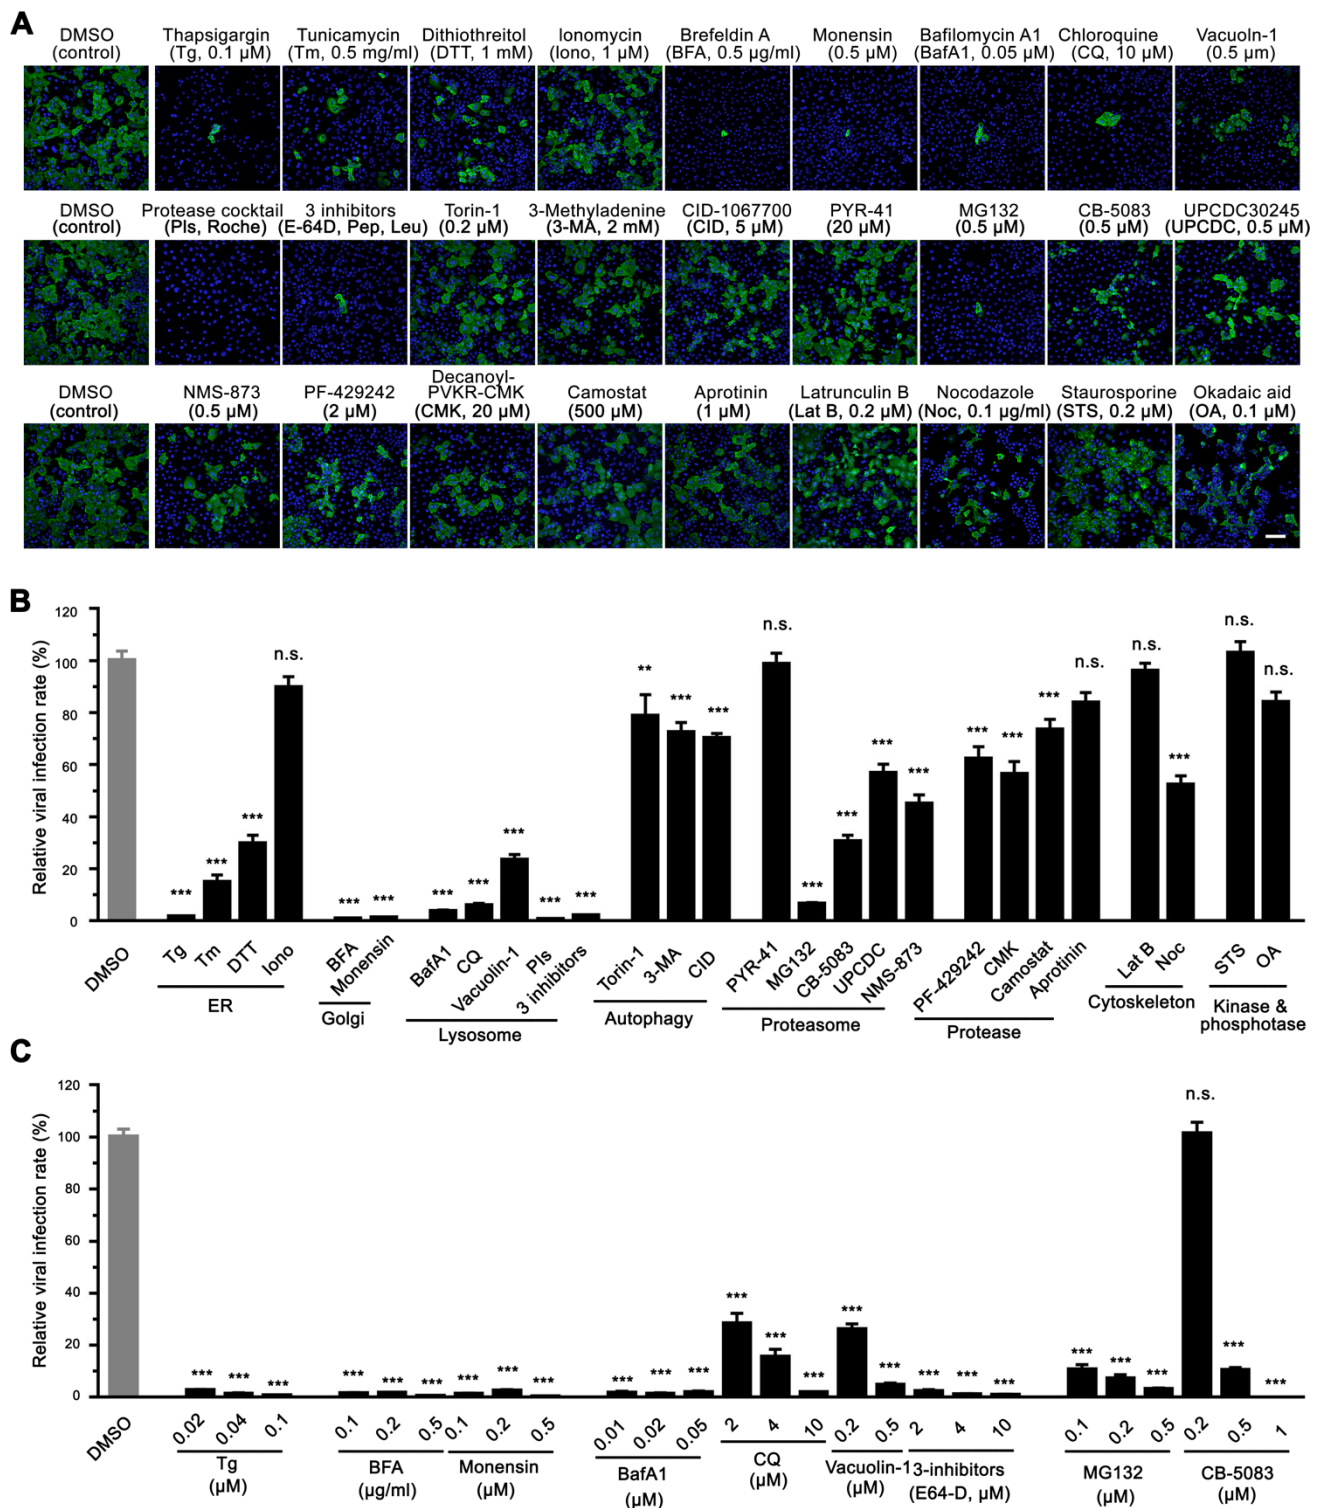 A
DMSO (control)
Thapsigargin (Tg, 0.1 µM)
Tunicamycin (Tm, 0.5 mg/ml)
Dithiothreitol (DTT, 1 mM)
Ionomycin (Iono, 1 µM)
Brefeldin A (BFA, 0.5 µg/ml)
Monensin (0.5 µM)
Bafilomycin A1 (BafA1, 0.05 µM)
Chloroquine (CQ, 10 µM)
Vacuoln-1 (0.5 µm)
DMSO (control)
Protease cocktail (PIs, Roche)
3 inhibitors (E-64D, Pep, Leu)
Torin-1 (0.2 µM)
3-Methyladenine (3-MA, 2 mM)
CID-1067700 (CID, 5 µM)
PYR-41 (20 µM)
MG132 (0.5 µM)
CB-5083 (0.5 µM)
UPCDC30245 (UPCDC, 0.5 µM)
DMSO (control)
NMS-873 (0.5 µM)
PF-429242 (2 µM)
Decanoyl-PVKR-CMK (CMK, 20 µM)
Camostat (500 µM)
Aprotinin (1 µM)
Latrunculin B (Lat B, 0.2 µM)
Nocodazole (Noc, 0.1 µg/ml)
Staurosporine (STS, 0.2 µM)
Okadaic aid (OA, 0.1 µM)
B
Relative viral infection rate (%)
120
100
80
60
40
20
0
*** *** *** n.s. *** *** *** *** *** *** *** ** *** *** n.s. *** *** *** *** *** *** *** n.s. n.s. *** n.s. n.s.
DMSO Tg Tm DTT Iono BFA Monensin BafA1 CQ Vacuolin-1 PIs 3 inhibitors Torin-1 3-MA CID PYR-41 MG132 CB-5083 UPCDC NMS-873 PF-429242 CMK Camostat Aprotinin Lat B Noc STS OA
ER Golgi Lysosome Autophagy Proteasome Protease Cytoskeleton Kinase & phosphotase
C
Relative viral infection rate (%)
120
100
80
60
40
20
0
*** *** *** *** *** *** *** *** *** *** *** *** *** *** *** *** *** *** *** *** *** *** *** n.s. *** ***
DMSO 0.02 0.04 0.1 0.1 0.2 0.5 0.1 0.2 0.5 0.01 0.02 0.05 2 4 10 0.2 0.5 2 4 10 0.1 0.2 0.5 0.2 0.5 1
Tg BFA Monensin BafA1 CQ Vacuolin-1 3-inhibitors MG132 CB-5083
(µM) (µg/ml) (µM) (µM) (µM) (µM) (E64-D, µM) (µM) (µM)